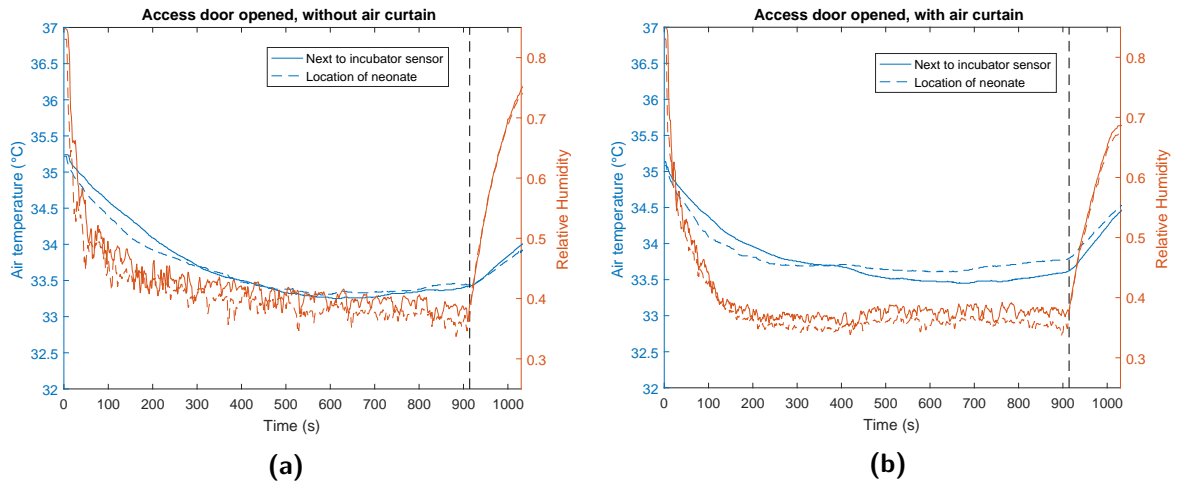 Access door opened, without air curtain
37
36.5
36
35.5
35
34.5
34
33.5
33
32.5
32
Air temperature (°C)
Next to incubator sensor
Location of neonate
0.8
0.7
0.6
0.5
0.4
0.3
Relative Humidity
0 100 200 300 400 500 600 700 800 900 1000
Time (s)
(a)
Access door opened, with air curtain
37
36.5
36
35.5
35
34.5
34
33.5
33
32.5
32
Air temperature (°C)
Next to incubator sensor
Location of neonate
0.8
0.7
0.6
0.5
0.4
0.3
Relative Humidity
0 100 200 300 400 500 600 700 800 900 1000
Time (s)
(b)